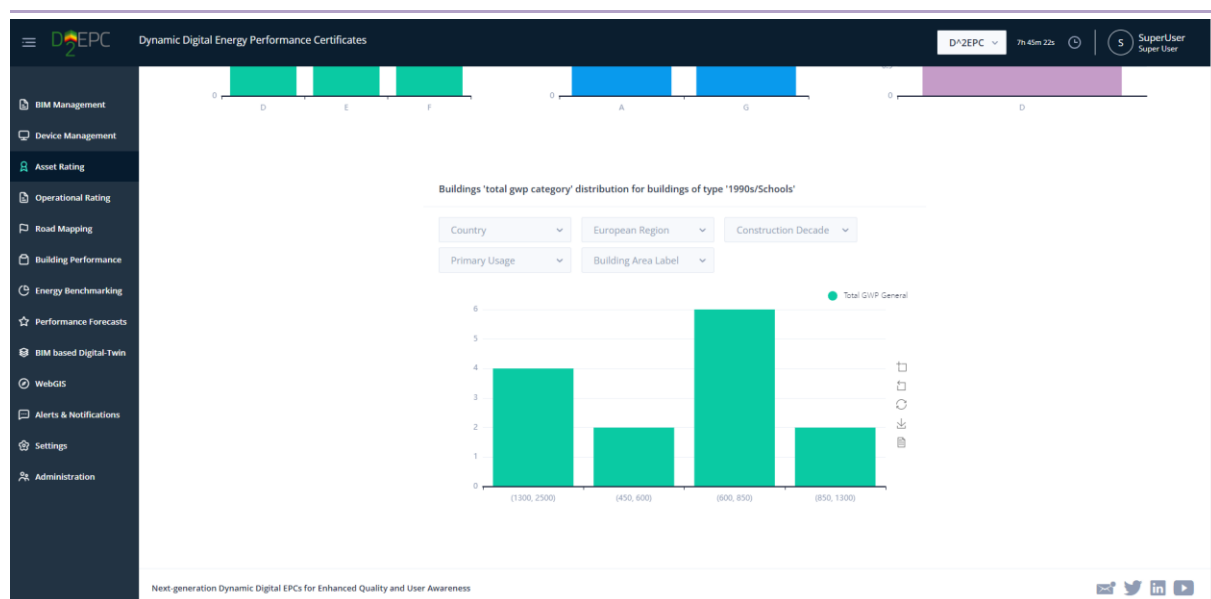 D2EPC
Dynamic Digital Energy Performance Certificates
D^2EPC
7h 45m 22s
S
SuperUser
Super User
BIM Management
Device Management
Asset Rating
Operational Rating
Road Mapping
Building Performance
Energy Benchmarking
Performance Forecasts
BIM based Digital-Twin
WebGIS
Alerts & Notifications
Settings
Administration
0
D E F
0
A G
0
D
Buildings 'total gwp category' distribution for buildings of type '1990s/Schools'
Country European Region Construction Decade
Primary Usage Building Area Label
Total GWP General
6
5
4
3
2
1
0
(1300, 2500) (450, 600) (600, 850) (850, 1300)
Next-generation Dynamic Digital EPCs for Enhanced Quality and User Awareness